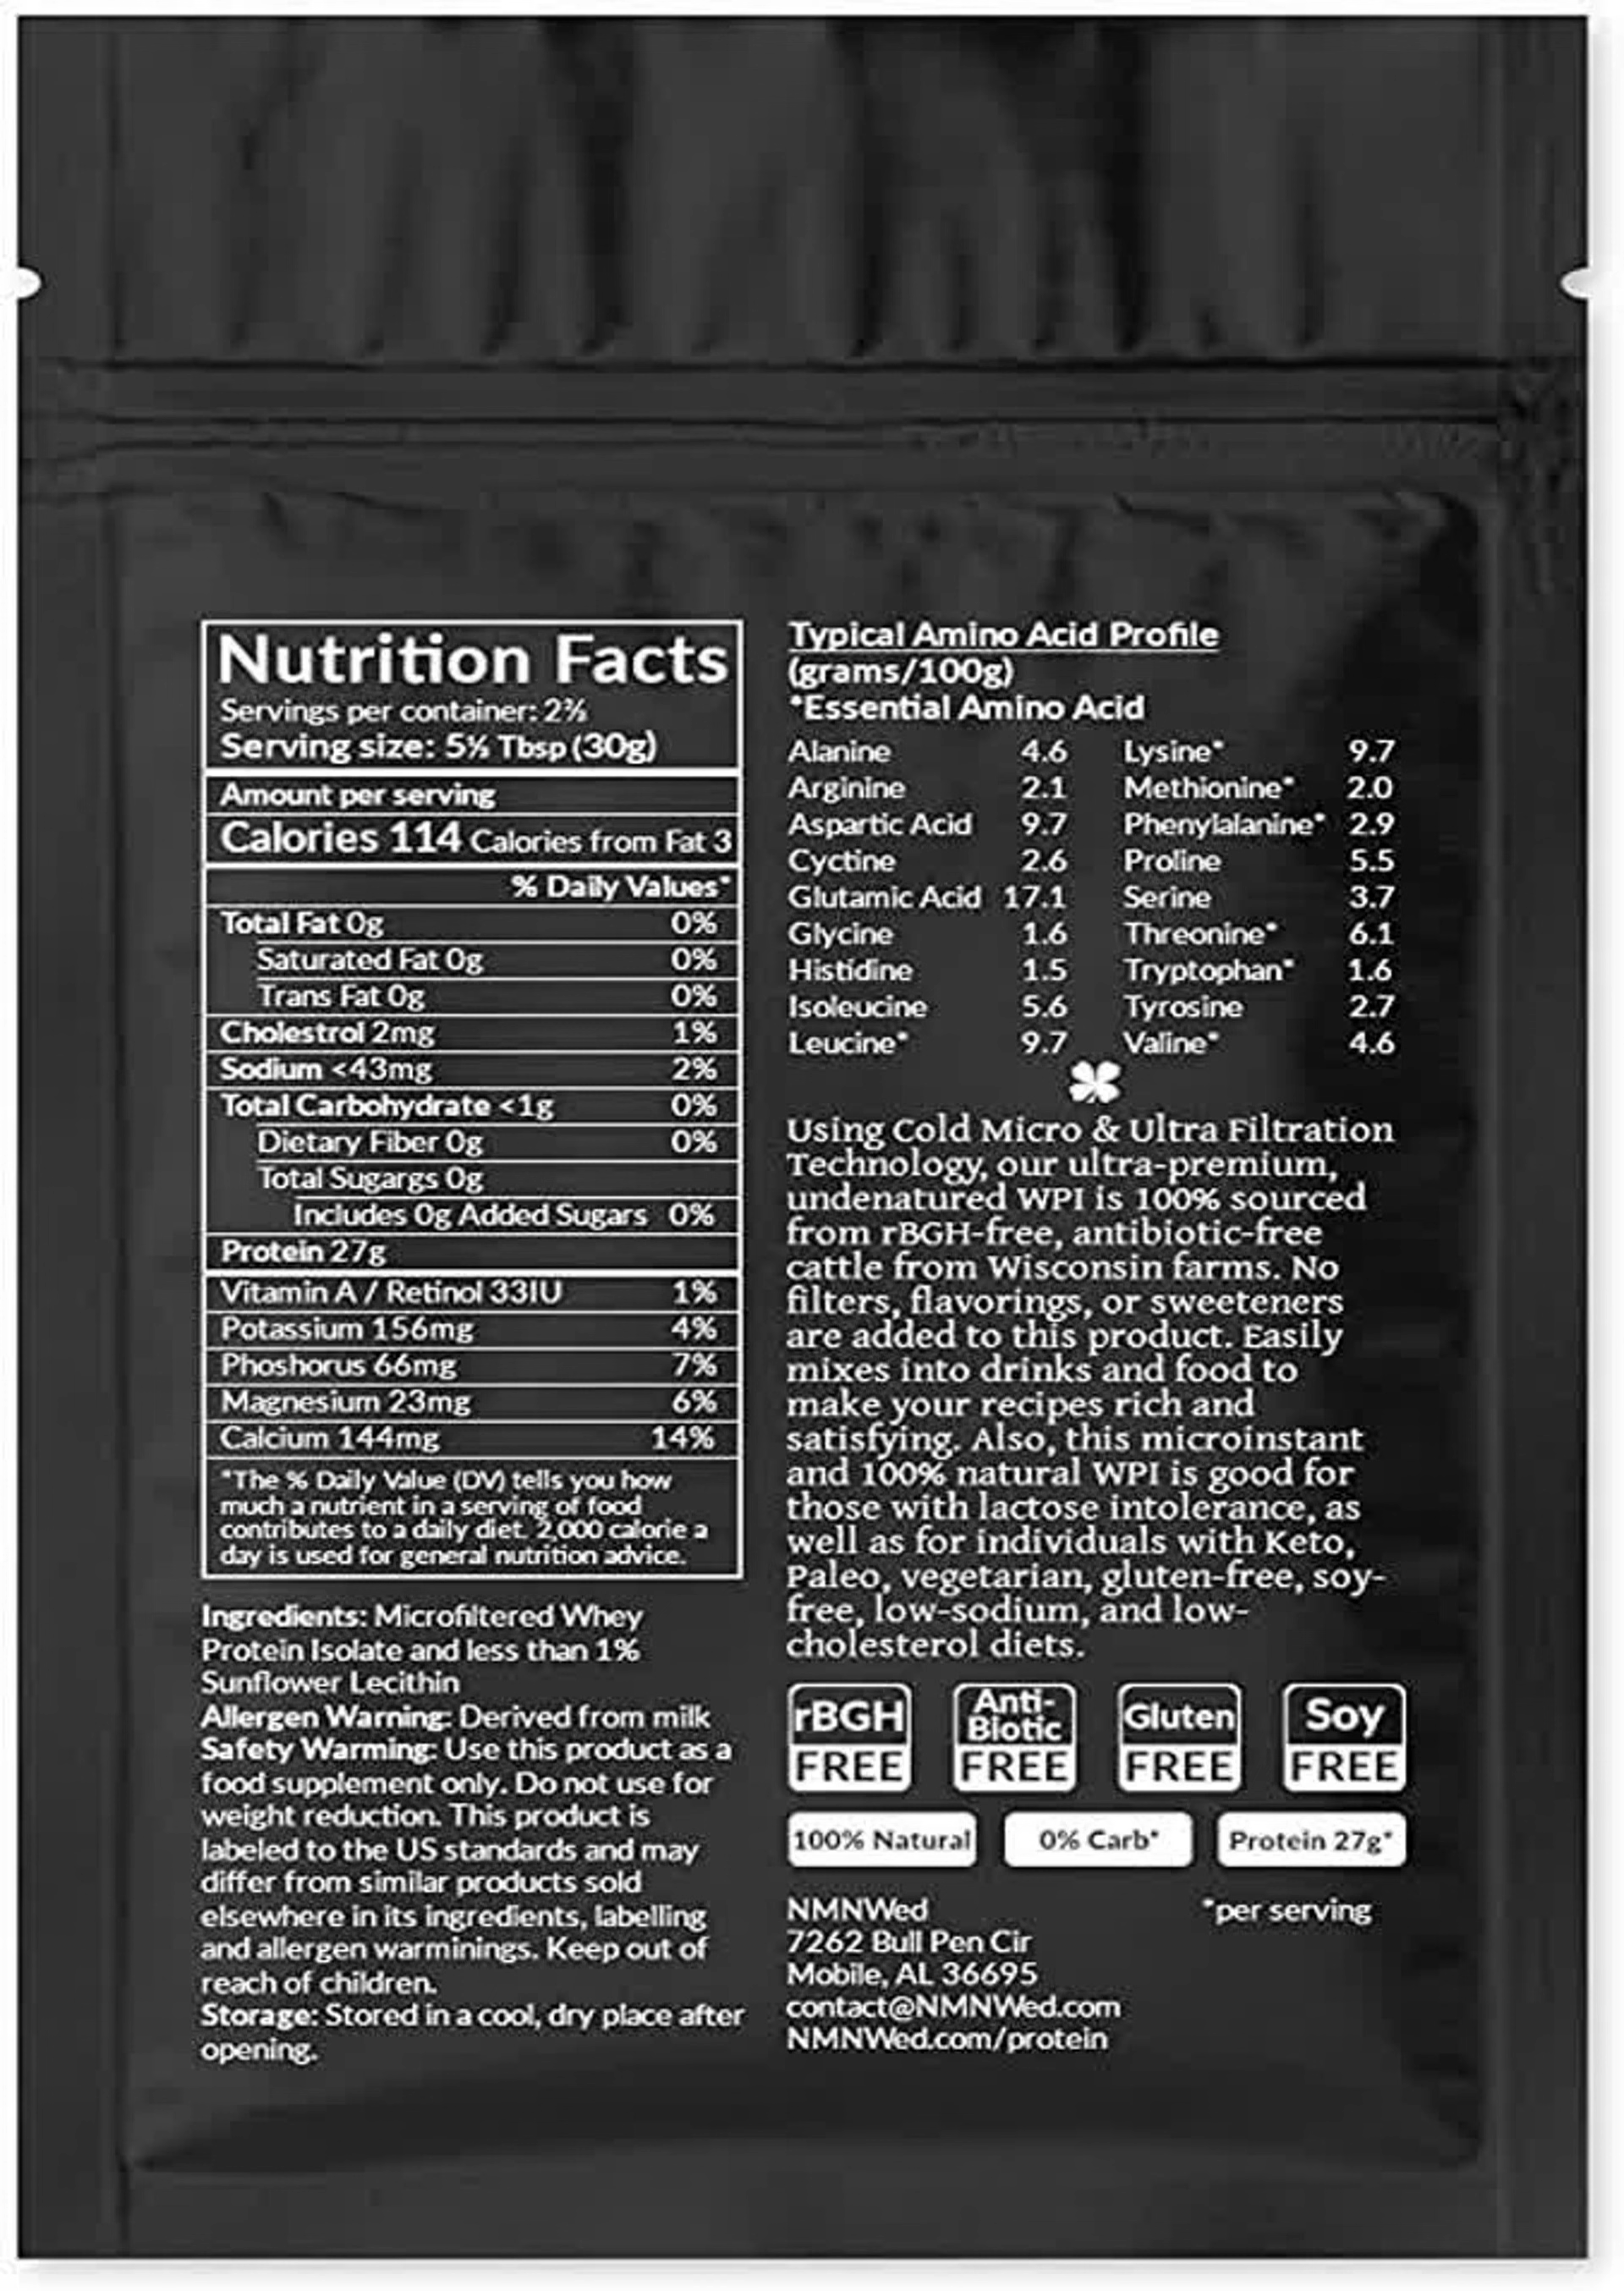 Nutrition Facts
Servings per container: 2⅔
Serving size: 5⅓ Tbsp (30g)
Amount per serving
Calories 114 Calories from Fat 3
% Daily Values*
Total Fat 0g 0%
Saturated Fat 0g 0%
Trans Fat 0g 0%
Cholestrol 2mg 1%
Sodium <43mg 2%
Total Carbohydrate <1g 0%
Dietary Fiber 0g 0%
Total Sugargs 0g
Includes 0g Added Sugars 0%
Protein 27g
Vitamin A / Retinol 33IU 1%
Potassium 156mg 4%
Phoshorus 66mg 7%
Magnesium 23mg 6%
Calcium 144mg 14%
*The % Daily Value (DV) tells you how
much a nutrient in a serving of food
contributes to a daily diet. 2,000 calorie a
day is used for general nutrition advice.
Ingredients: Microfiltered Whey
Protein Isolate and less than 1%
Sunflower Lecithin
Allergen Warning: Derived from milk
Safety Warming: Use this product as a
food supplement only. Do not use for
weight reduction. This product is
labeled to the US standards and may
differ from similar products sold
elsewhere in its ingredients, labelling
and allergen warminings. Keep out of
reach of children.
Storage: Stored in a cool, dry place after
opening.
Typical Amino Acid Profile
(grams/100g)
*Essential Amino Acid
Alanine 4.6 Lysine* 9.7
Arginine 2.1 Methionine* 2.0
Aspartic Acid 9.7 Phenylalanine* 2.9
Cyctine 2.6 Proline 5.5
Glutamic Acid 17.1 Serine 3.7
Glycine 1.6 Threonine* 6.1
Histidine 1.5 Tryptophan* 1.6
Isoleucine 5.6 Tyrosine 2.7
Leucine* 9.7 Valine* 4.6
Using Cold Micro & Ultra Filtration
Technology, our ultra-premium,
undenatured WPI is 100% sourced
from rBGH-free, antibiotic-free
cattle from Wisconsin farms. No
filters, flavorings, or sweeteners
are added to this product. Easily
mixes into drinks and food to
make your recipes rich and
satisfying. Also, this microinstant
and 100% natural WPI is good for
those with lactose intolerance, as
well as for individuals with Keto,
Paleo, vegetarian, gluten-free, soy-
free, low-sodium, and low-
cholesterol diets.
rBGH FREE
Anti-Biotic FREE
Gluten FREE
Soy FREE
100% Natural 0% Carb* Protein 27g*
*per serving
NMNWed
7262 Bull Pen Cir
Mobile, AL 36695
contact@NMNWed.com
NMNWed.com/protein